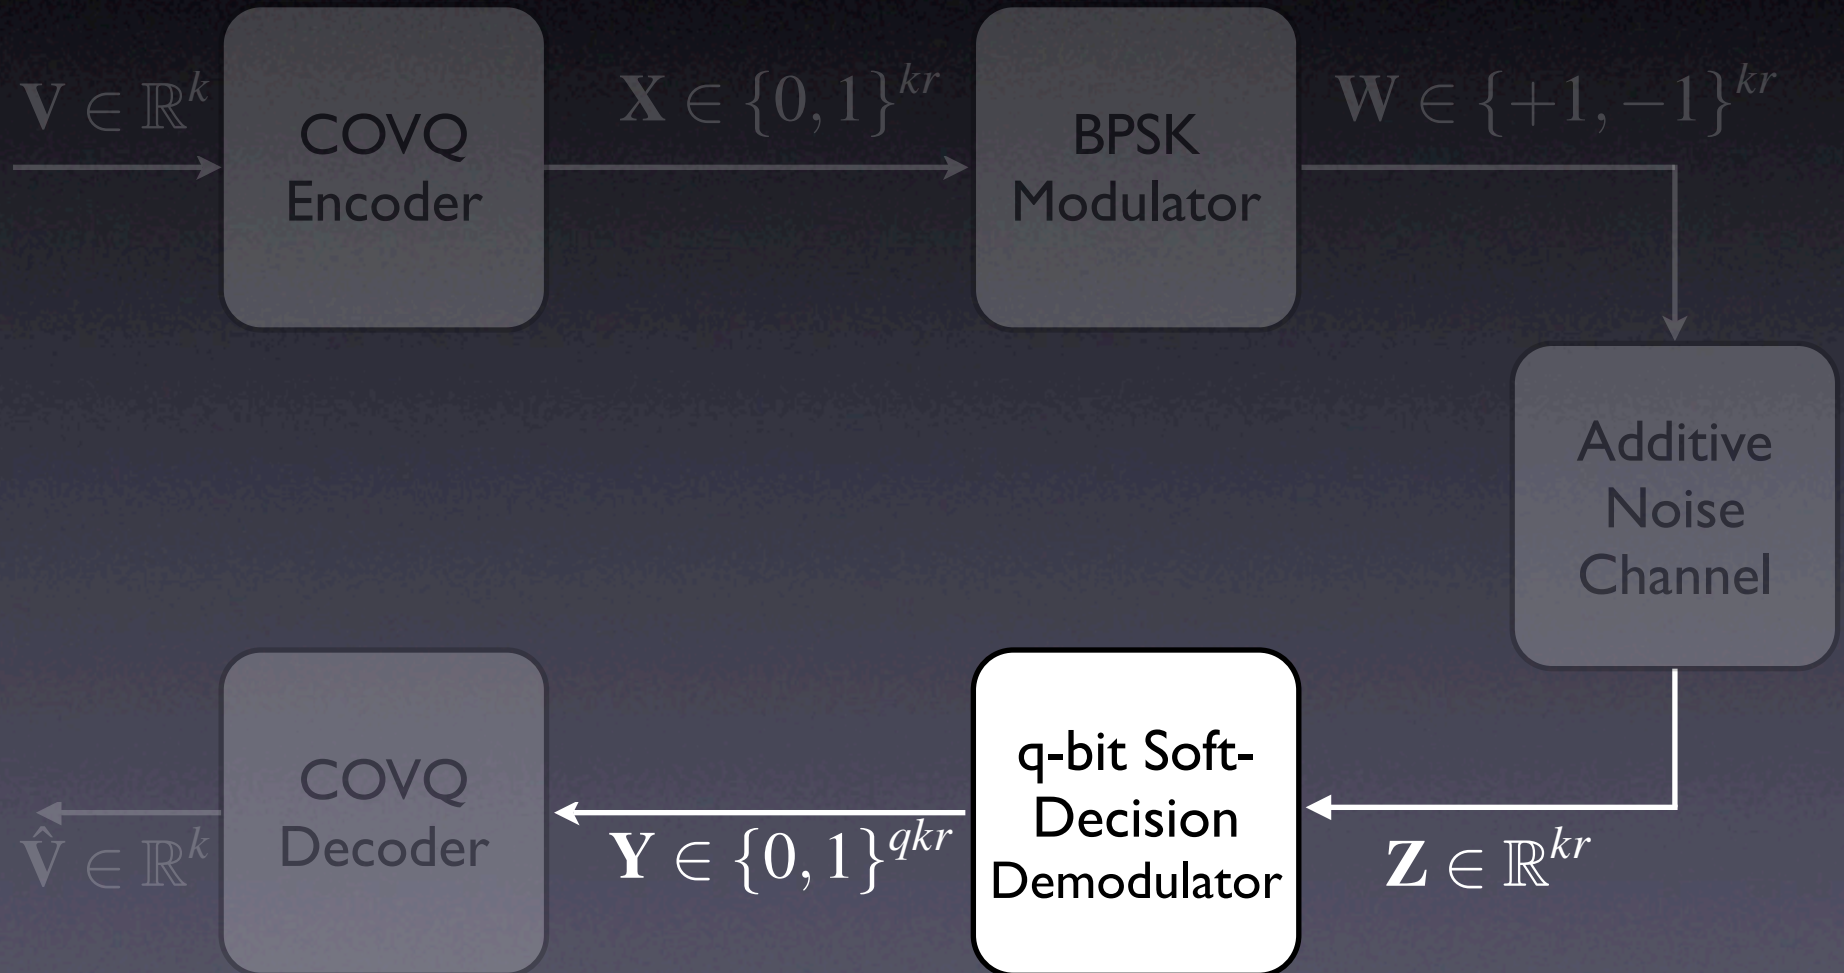 V ∈ ℝ^k
COVQ
Encoder
X ∈ {0, 1}^{kr}
BPSK
Modulator
W ∈ {+1, −1}^{kr}
Additive
Noise
Channel
Z ∈ ℝ^{kr}
q-bit Soft-
Decision
Demodulator
Y ∈ {0, 1}^{qkr}
COVQ
Decoder
V̂ ∈ ℝ^k